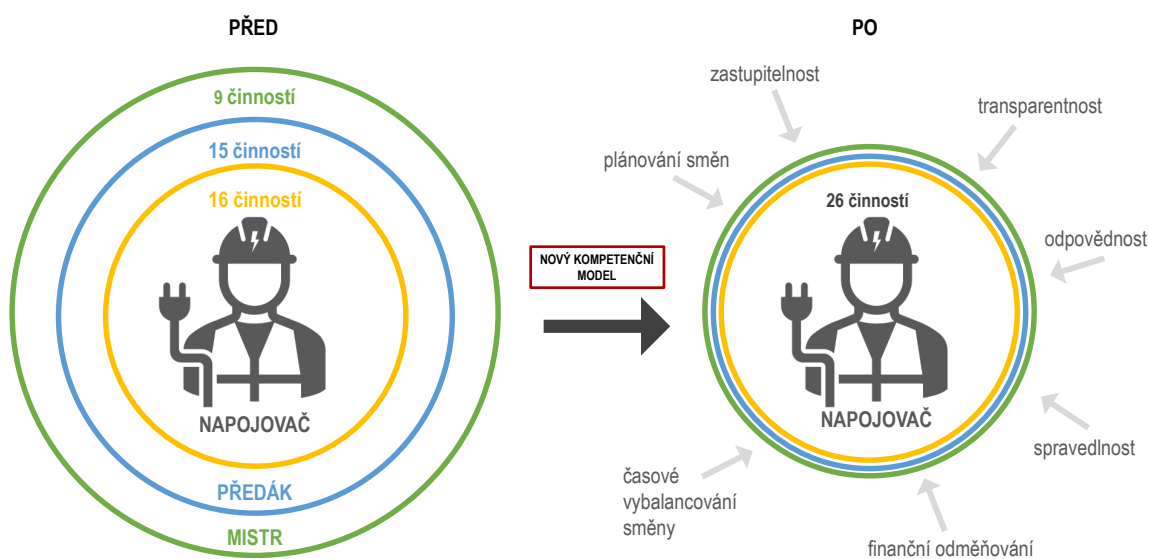 PŘED
9 činností
15 činností
16 činností
NAPOJOVAČ
PŘEDÁK
MISTR
NOVÝ KOMPETENČNÍ
MODEL
PO
zastupitelnost
transparentnost
plánování směn
26 činností
odpovědnost
NAPOJOVAČ
spravedlnost
časové
vybalancování
směny
finanční odměňování